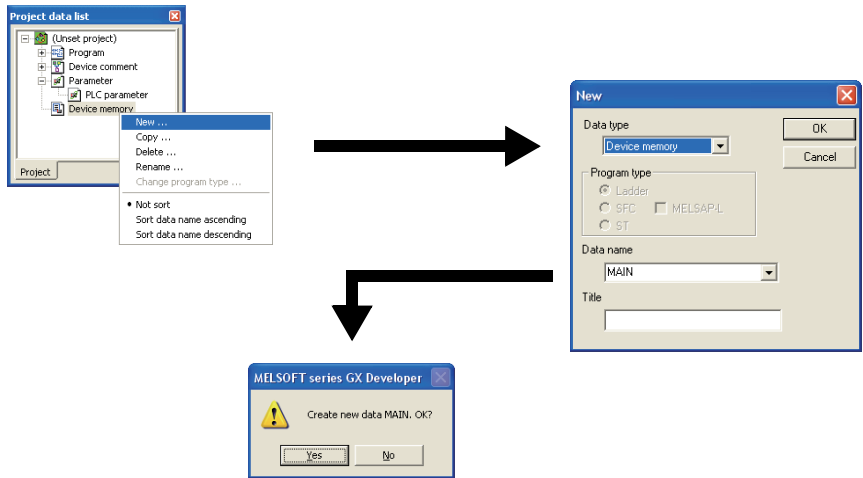 Project data list
(Unset project)
Program
Device comment
Parameter
PLC parameter
Device memory
New ...
Copy ...
Delete ...
Rename ...
Change program type ...
Not sort
Sort data name ascending
Sort data name descending
Project
New
Data type
Device memory
OK
Cancel
Program type
Ladder
SFC MELSAP-L
ST
Data name
MAIN
Title
MELSOFT series GX Developer
Create new data MAIN. OK?
Yes No